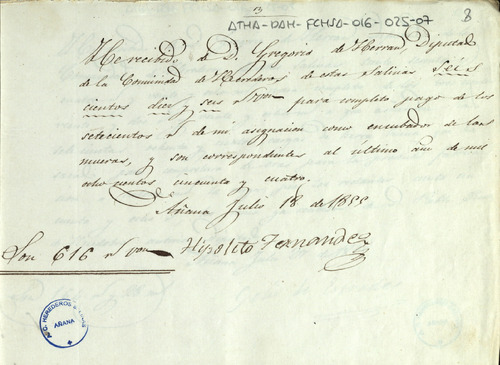 ATHA-DAH-FCHSA-016-025-07
8
He recibido de D. Gregorio de Herran, Diputado
de la Comunidad de Herederos de estas Salinas Seis
cientos diez y seis rs von para completo pago de los
setecientos rs de mi asignacion como encubador de las
mueras, y son correspondientes al ultimo año de mil
ocho cientos cincuenta y cuatro.
Añana Julio 18 de 1855
Son 616 rs von Hipolito Fernandez
HEREDEROS
AÑANA